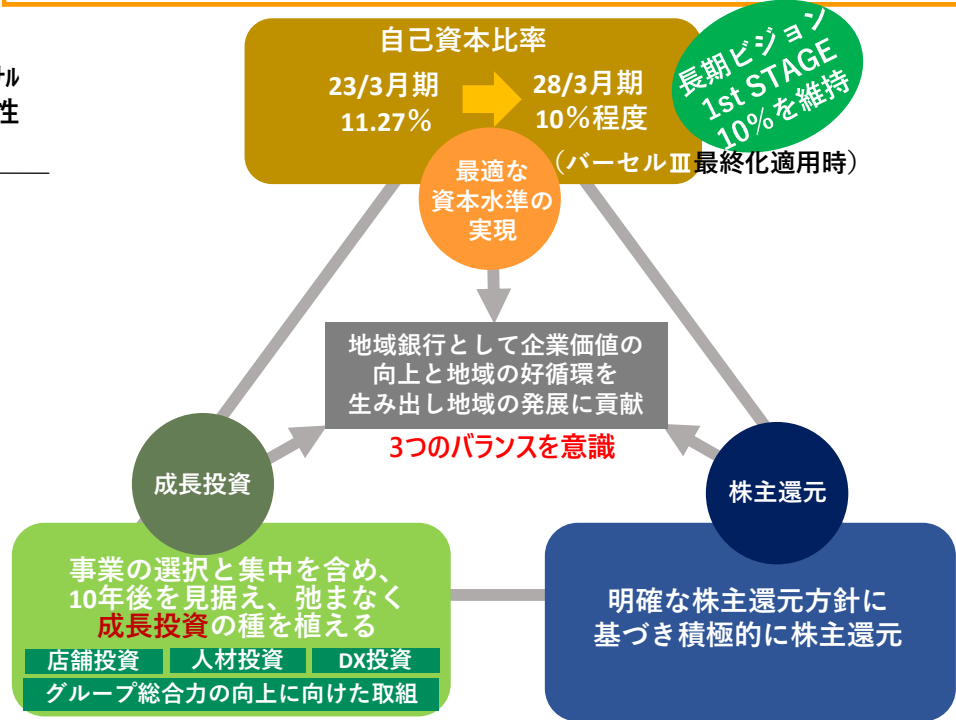 自己資本比率
23/3月期
11.27%
28/3月期
10%程度
長期ビジョン
1st STAGE
10%を維持
(バーセルⅢ最終化適用時)
性
最適な
資本水準の
実現
地域銀行として企業価値の
向上と地域の好循環を
生み出し地域の発展に貢献
3つのバランスを意識
成長投資
株主還元
事業の選択と集中を含め、
10年後を見据え、弛まなく
成長投資の種を植える
店舗投資
人材投資
DX投資
グループ総合力の向上に向けた取組
明確な株主還元方針に
基づき積極的に株主還元